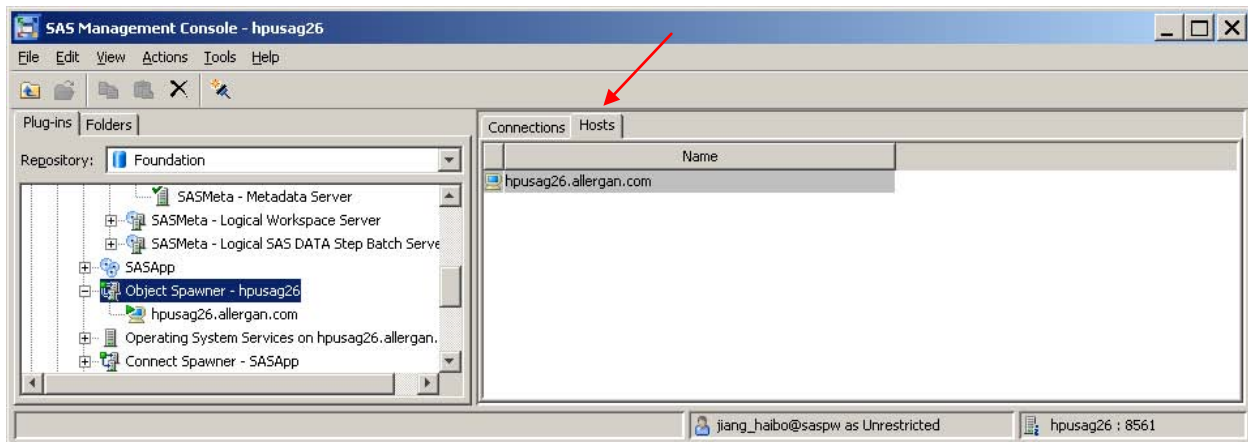 SAS Management Console - hpusag26
File Edit View Actions Tools Help
Plug-ins Folders
Repository: Foundation
SASMeta - Metadata Server
SASMeta - Logical Workspace Server
SASMeta - Logical SAS DATA Step Batch Serve
SASApp
Object Spawner - hpusag26
hpusag26.allergan.com
Operating System Services on hpusag26.allergan.
Connect Spawner - SASApp
Connections Hosts
Name
hpusag26.allergan.com
jiang_haibo@saspw as Unrestricted
hpusag26 : 8561